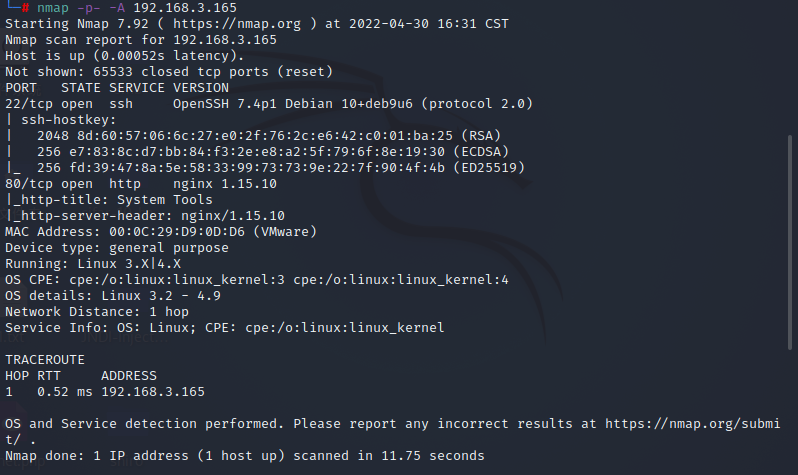 └─# nmap -p- -A 192.168.3.165
Starting Nmap 7.92 ( https://nmap.org ) at 2022-04-30 16:31 CST
Nmap scan report for 192.168.3.165
Host is up (0.00052s latency).
Not shown: 65533 closed tcp ports (reset)
PORT   STATE SERVICE VERSION
22/tcp open  ssh     OpenSSH 7.4p1 Debian 10+deb9u6 (protocol 2.0)
| ssh-hostkey:
|   2048 8d:60:57:06:6c:27:e0:2f:76:2c:e6:42:c0:01:ba:25 (RSA)
|   256 e7:83:8c:d7:bb:84:f3:2e:e8:a2:5f:79:6f:8e:19:30 (ECDSA)
|_  256 fd:39:47:8a:5e:58:33:99:73:73:9e:22:7f:90:4f:4b (ED25519)
80/tcp open  http    nginx 1.15.10
|_http-title: System Tools
|_http-server-header: nginx/1.15.10
MAC Address: 00:0C:29:D9:0D:D6 (VMware)
Device type: general purpose
Running: Linux 3.X|4.X
OS CPE: cpe:/o:linux:linux_kernel:3 cpe:/o:linux:linux_kernel:4
OS details: Linux 3.2 - 4.9
Network Distance: 1 hop
Service Info: OS: Linux; CPE: cpe:/o:linux:linux_kernel
TRACEROUTE
HOP RTT     ADDRESS
1   0.52 ms 192.168.3.165
OS and Service detection performed. Please report any incorrect results at https://nmap.org/submi
t/ .
Nmap done: 1 IP address (1 host up) scanned in 11.75 seconds